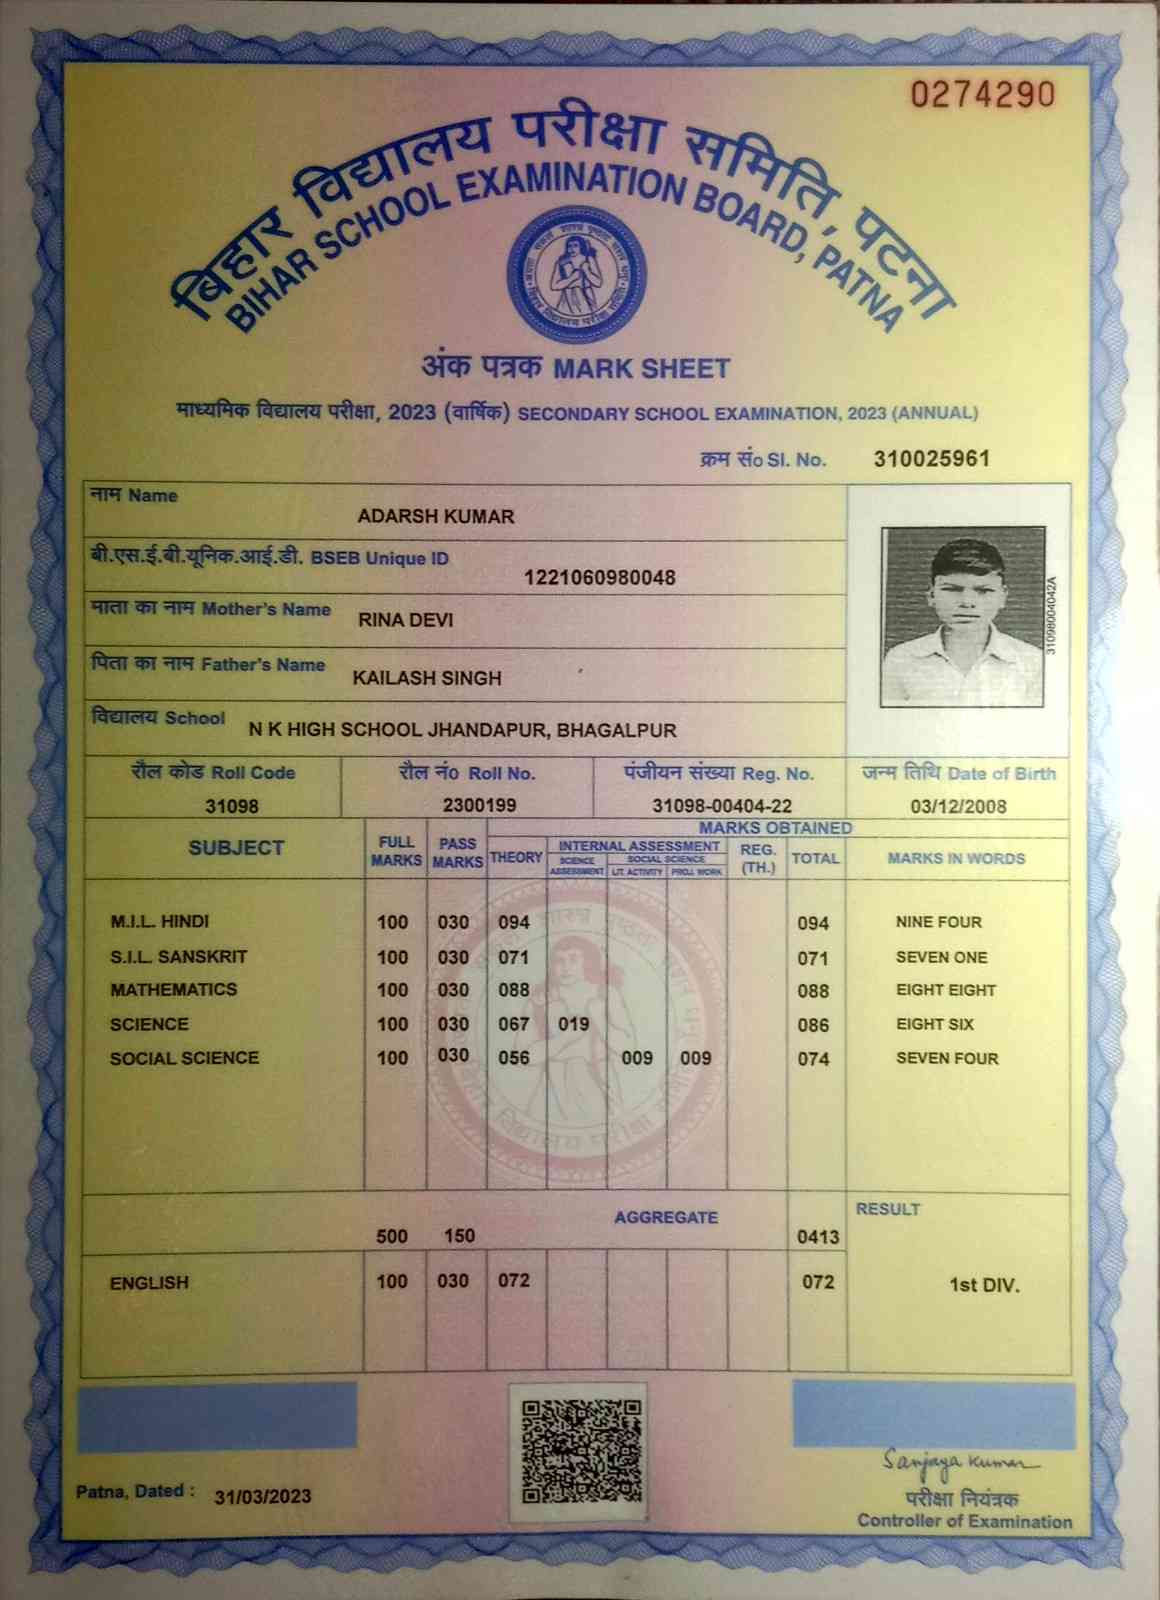 0274290
बिहार विद्यालय परीक्षा समिति, पटना
BIHAR SCHOOL EXAMINATION BOARD, PATNA
अंक पत्रक MARK SHEET
माध्यमिक विद्यालय परीक्षा, 2023 (वार्षिक) SECONDARY SCHOOL EXAMINATION, 2023 (ANNUAL)
क्रम सं० Sl. No. 310025961
नाम Name
ADARSH KUMAR
बी.एस.ई.बी.यूनिक.आई.डी. BSEB Unique ID
1221060980048
माता का नाम Mother's Name RINA DEVI
पिता का नाम Father's Name KAILASH SINGH
31098004042A
विद्यालय School N K HIGH SCHOOL JHANDAPUR, BHAGALPUR
रौल कोड Roll Code रौल नं० Roll No. पंजीयन संख्या Reg. No. जन्म तिथि Date of Birth
31098 2300199 31098-00404-22 03/12/2008
SUBJECT FULL MARKS PASS MARKS MARKS OBTAINED
THEORY INTERNAL ASSESSMENT REG. (TH.) TOTAL MARKS IN WORDS
SCIENCE ASSESSMENT SOCIAL SCIENCE
LIT. ACTIVITY PROJ. WORK
M.I.L. HINDI 100 030 094 094 NINE FOUR
S.I.L. SANSKRIT 100 030 071 071 SEVEN ONE
MATHEMATICS 100 030 088 088 EIGHT EIGHT
SCIENCE 100 030 067 019 086 EIGHT SIX
SOCIAL SCIENCE 100 030 056 009 009 074 SEVEN FOUR
AGGREGATE RESULT
500 150 0413
ENGLISH 100 030 072 072 1st DIV.
Patna, Dated : 31/03/2023
Sanjaya Kumar
परीक्षा नियंत्रक
Controller of Examination